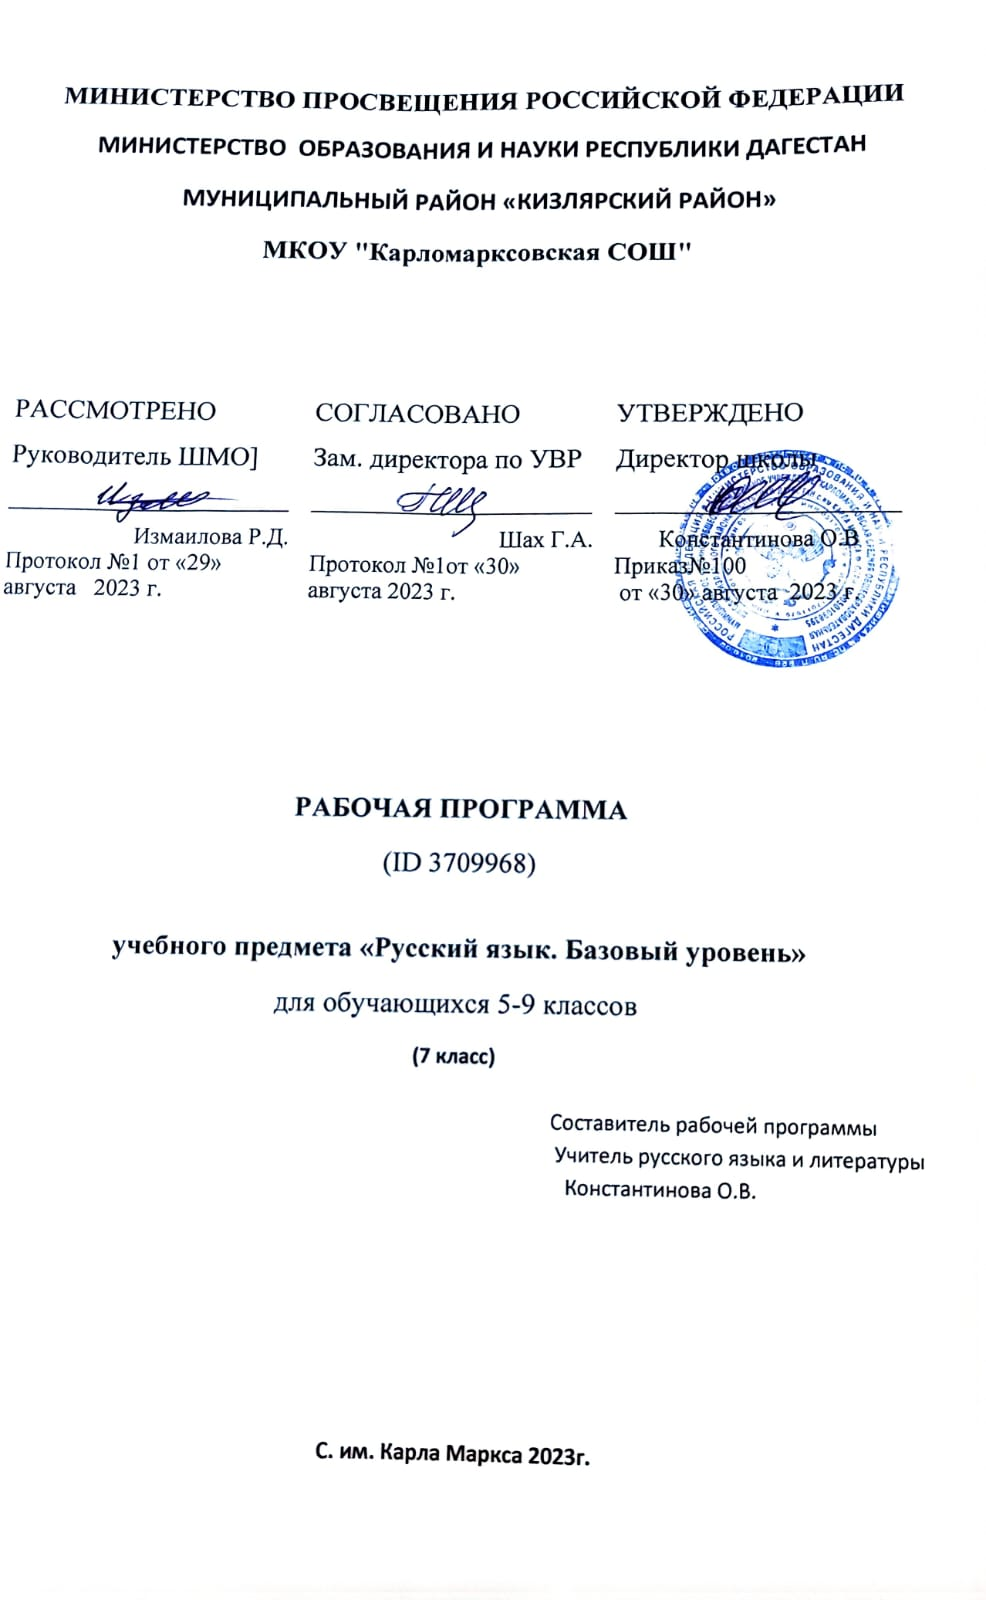 МИНИСТЕРСТВО ПРОСВЕЩЕНИЯ РОССИЙСКОЙ ФЕДЕРАЦИИ
МИНИСТЕРСТВО ОБРАЗОВАНИЯ И НАУКИ РЕСПУБЛИКИ ДАГЕСТАН
МУНИЦИПАЛЬНЫЙ РАЙОН «КИЗЛЯРСКИЙ РАЙОН»
МКОУ "Карломарксовская СОШ"
РАССМОТРЕНО
Руководитель ШМО]
Измаилова Р.Д.
Протокол №1 от «29»
августа 2023 г.
СОГЛАСОВАНО
Зам. директора по УВР
Шах Г.А.
Протокол №1от «30»
августа 2023 г.
УТВЕРЖДЕНО
Директор школы
Константинова О.В
Приказ№100
от «30» августа 2023 г.
РАБОЧАЯ ПРОГРАММА
(ID 3709968)
учебного предмета «Русский язык. Базовый уровень»
для обучающихся 5-9 классов
(7 класс)
Составитель рабочей программы
Учитель русского языка и литературы
Константинова О.В.
С. им. Карла Маркса 2023г.